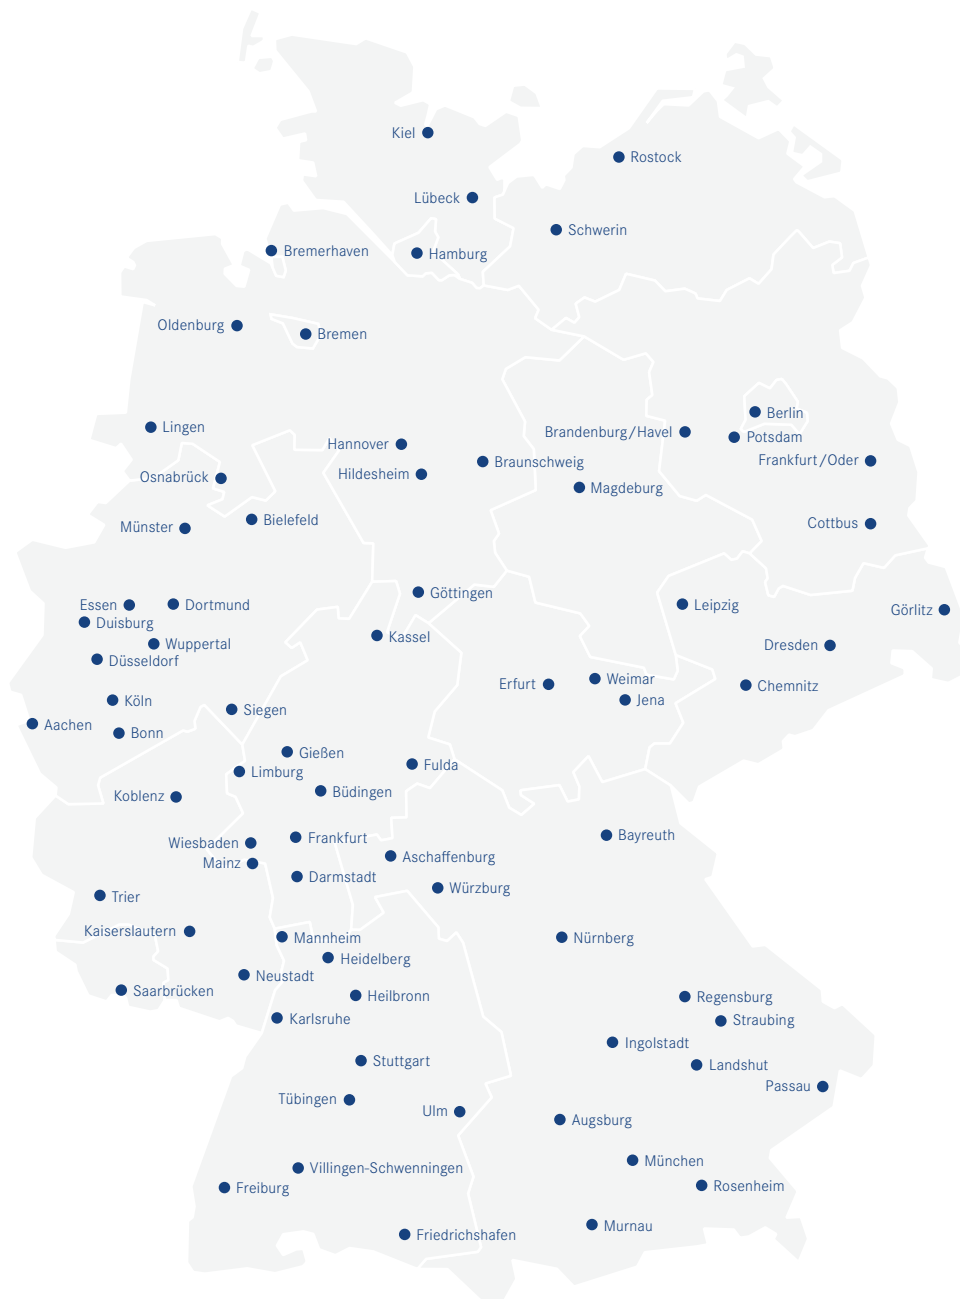 Kiel
Rostock
Lübeck
Schwerin
Bremerhaven
Hamburg
Oldenburg
Bremen
Berlin
Lingen
Brandenburg/Havel
Potsdam
Hannover
Frankfurt/Oder
Braunschweig
Hildesheim
Osnabrück
Magdeburg
Bielefeld
Cottbus
Münster
Göttingen
Essen
Dortmund
Leipzig
Görlitz
Duisburg
Kassel
Wuppertal
Dresden
Düsseldorf
Weimar
Erfurt
Chemnitz
Köln
Jena
Siegen
Aachen
Bonn
Gießen
Fulda
Limburg
Büdingen
Koblenz
Bayreuth
Frankfurt
Wiesbaden
Aschaffenburg
Mainz
Darmstadt
Würzburg
Trier
Kaiserslautern
Mannheim
Nürnberg
Heidelberg
Neustadt
Saarbrücken
Heilbronn
Regensburg
Karlsruhe
Straubing
Ingolstadt
Stuttgart
Landshut
Passau
Tübingen
Ulm
Augsburg
München
Villingen-Schwenningen
Rosenheim
Freiburg
Murnau
Friedrichshafen